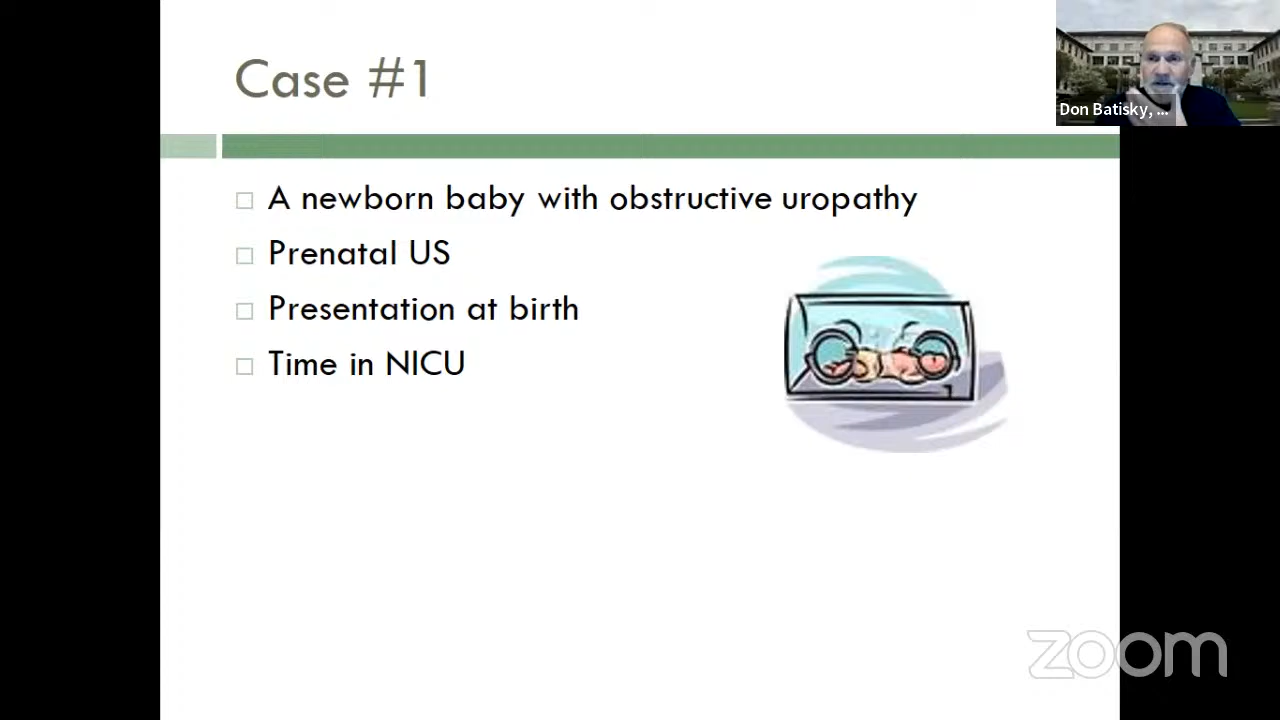 Case #1
Don Batisky, ...
A newborn baby with obstructive uropathy
Prenatal US
Presentation at birth
Time in NICU
zoom